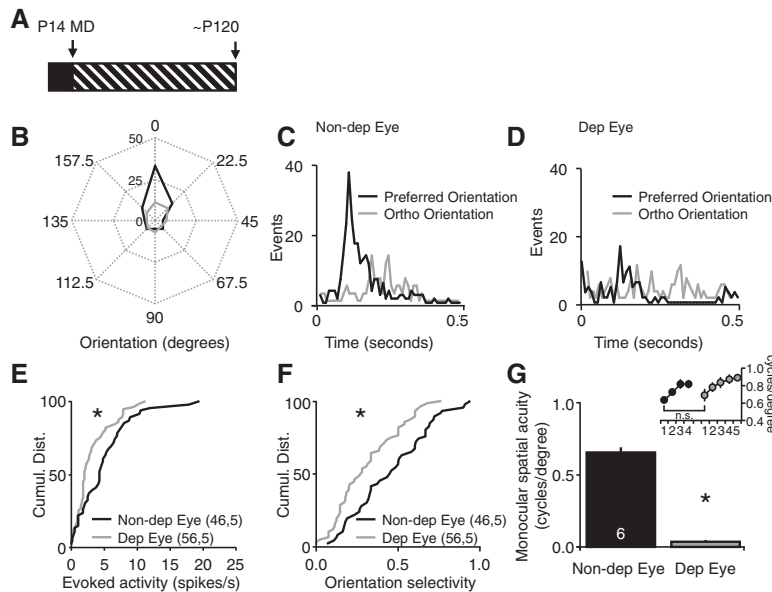 A
P14 MD
~P120
B
0
50
157.5
22.5
25
135
0
45
112.5
67.5
90
Orientation (degrees)
C
Non-dep Eye
40
Preferred Orientation
Ortho Orientation
Events
20
0
0
0.5
Time (seconds)
D
Dep Eye
40
Preferred Orientation
Ortho Orientation
Events
20
0
0
0.5
Time (seconds)
E
100
*
Cumul. Dist.
50
Non-dep Eye (46,5)
Dep Eye (56,5)
0
0 5 10 15 20 25
Evoked activity (spikes/s)
F
100
*
Cumul. Dist.
50
Non-dep Eye (46,5)
Dep Eye (56,5)
0
0.0 0.5 1.0
Orientation selectivity
G
1.0
0.8
0.6
0.4
cycles/degree
n.s.
1234 12345
Monocular spatial acuity
(cycles/degree)
1.0
0.5
*
6
0.0
Non-dep Eye Dep Eye